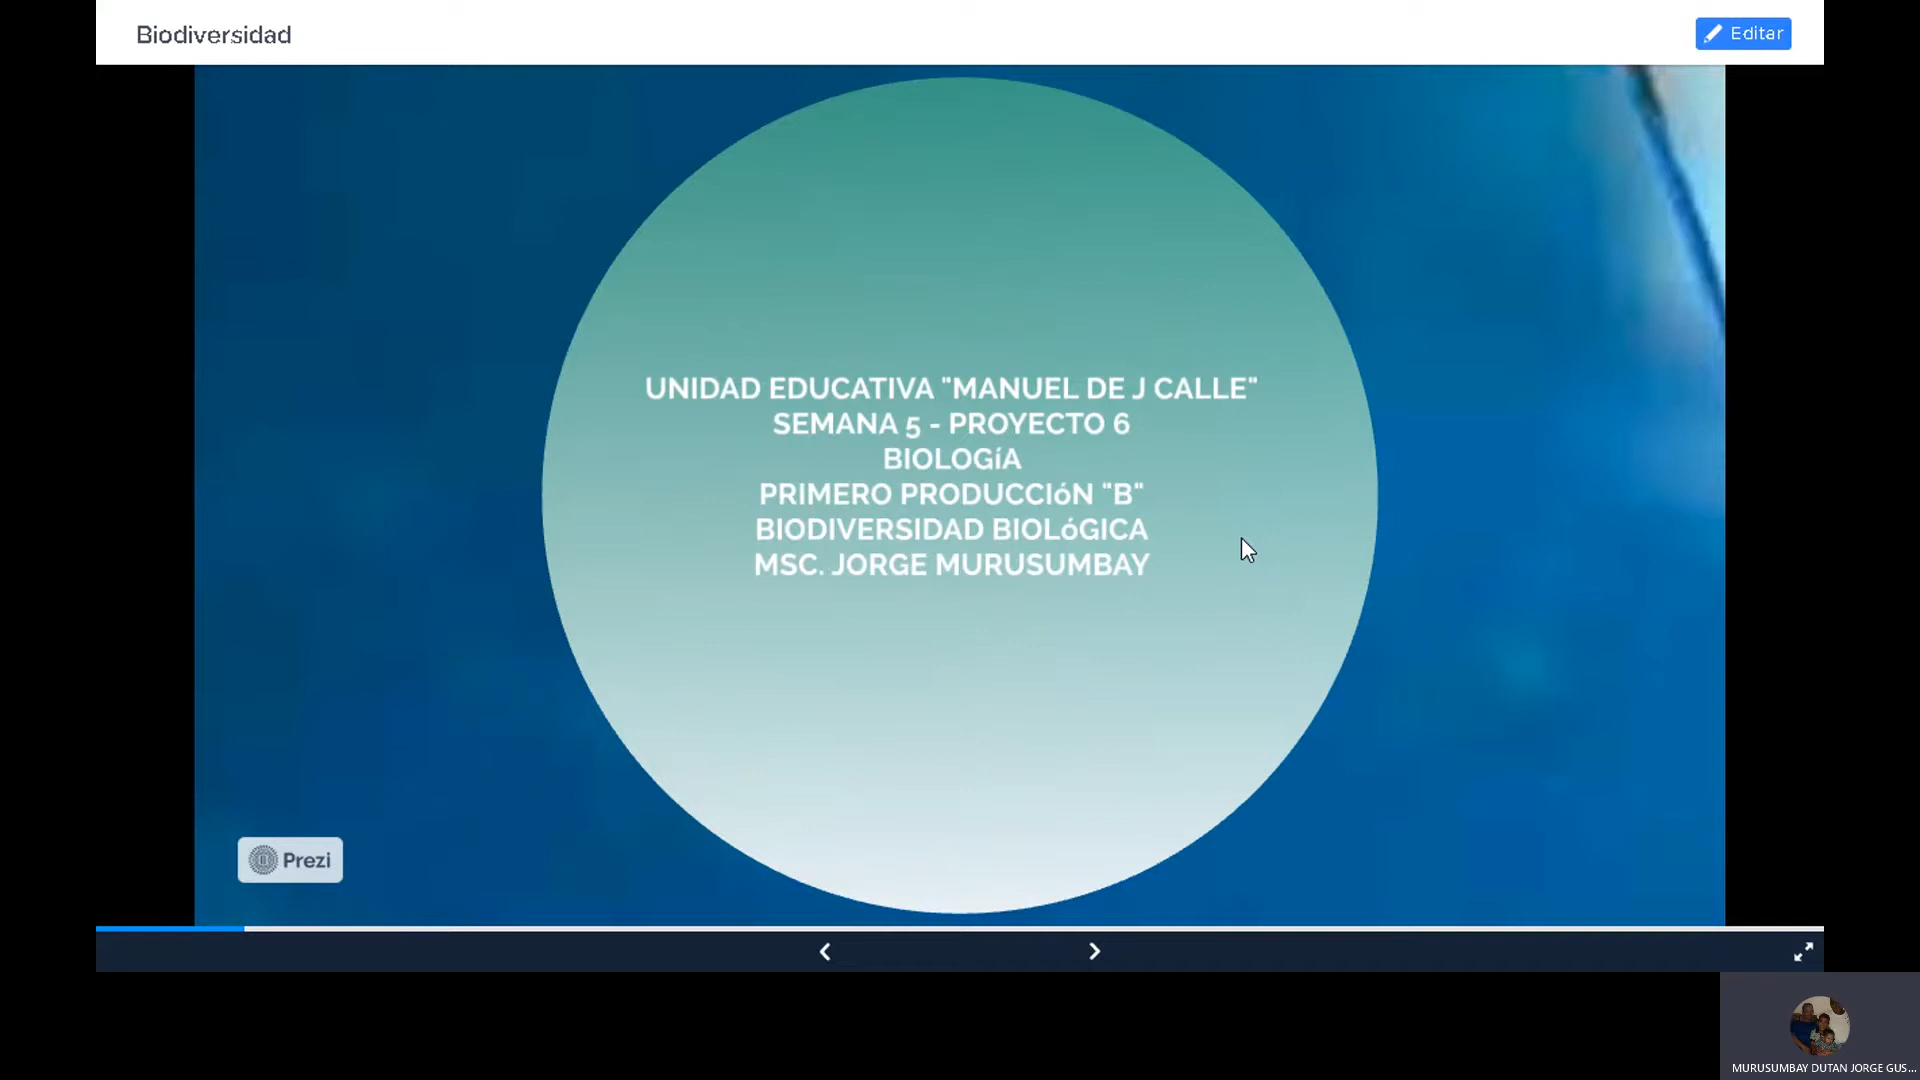 Biodiversidad
Editar
UNIDAD EDUCATIVA "MANUEL DE J CALLE"
SEMANA 5 - PROYECTO 6
BIOLOGíA
PRIMERO PRODUCCIóN "B"
BIODIVERSIDAD BIOLóGICA
MSC. JORGE MURUSUMBAY
Prezi
MURUSUMBAY DUTAN JORGE GUS...